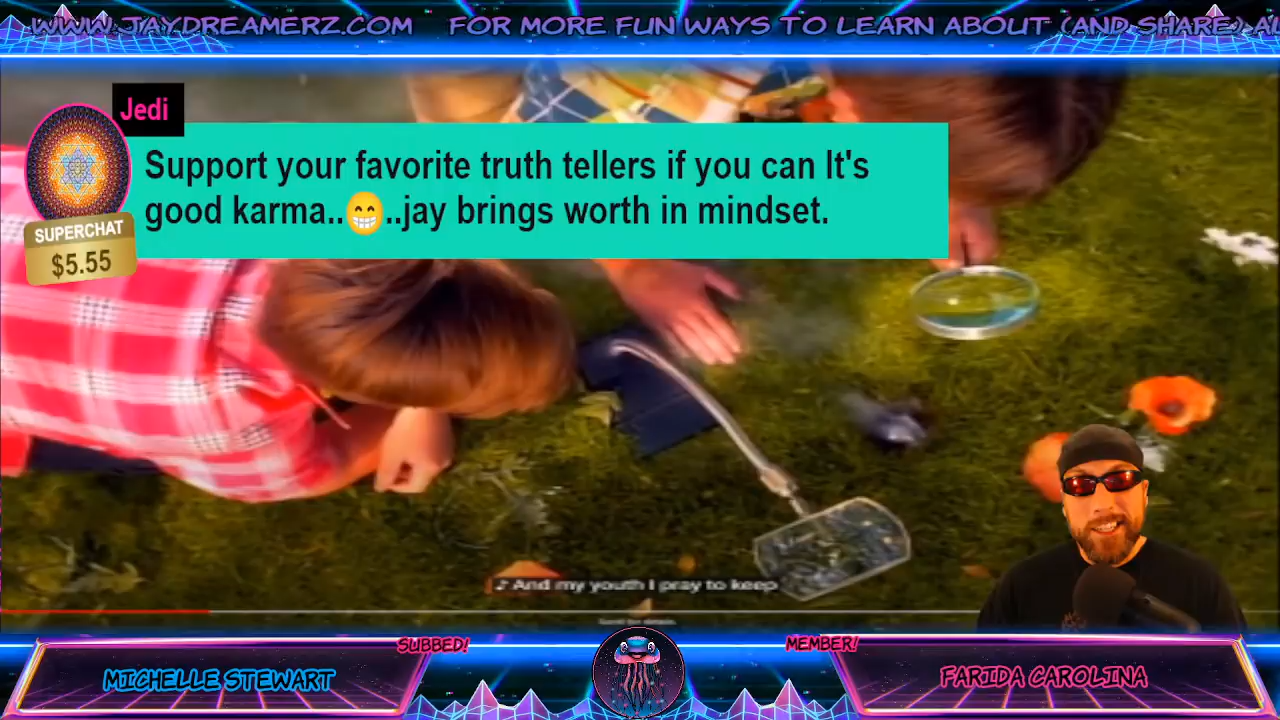 WWW.JAYDREAMERZ.COM FOR MORE FUN WAYS TO LEARN ABOUT (AND SHARE)
Jedi
Support your favorite truth tellers if you can It's
good karma..😁..jay brings worth in mindset.
SUPERCHAT
$5.55
♪ And my youth I pray to keep
SUBBED!
MEMBER!
MICHELLE STEWART
FARIDA CAROLINA